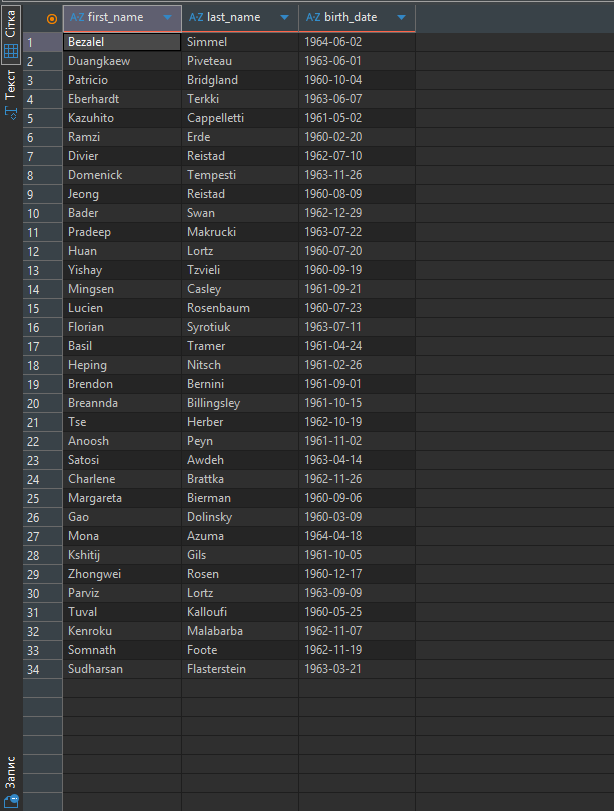 Сітка
Текст
Запис
A-Z first_name A-Z last_name A-Z birth_date
1 Bezalel Simmel 1964-06-02
2 Duangkaew Piveteau 1963-06-01
3 Patricio Bridgland 1960-10-04
4 Eberhardt Terkki 1963-06-07
5 Kazuhito Cappelletti 1961-05-02
6 Ramzi Erde 1960-02-20
7 Divier Reistad 1962-07-10
8 Domenick Tempesti 1963-11-26
9 Jeong Reistad 1960-08-09
10 Bader Swan 1962-12-29
11 Pradeep Makrucki 1963-07-22
12 Huan Lortz 1960-07-20
13 Yishay Tzvieli 1960-09-19
14 Mingsen Casley 1961-09-21
15 Lucien Rosenbaum 1960-07-23
16 Florian Syrotiuk 1963-07-11
17 Basil Tramer 1961-04-24
18 Heping Nitsch 1961-02-26
19 Brendon Bernini 1961-09-01
20 Breannda Billingsley 1961-10-15
21 Tse Herber 1962-10-19
22 Anoosh Peyn 1961-11-02
23 Satosi Awdeh 1963-04-14
24 Charlene Brattka 1962-11-26
25 Margareta Bierman 1960-09-06
26 Gao Dolinsky 1960-03-09
27 Mona Azuma 1964-04-18
28 Kshitij Gils 1961-10-05
29 Zhongwei Rosen 1960-12-17
30 Parviz Lortz 1963-09-09
31 Tuval Kalloufi 1960-05-25
32 Kenroku Malabarba 1962-11-07
33 Somnath Foote 1962-11-19
34 Sudharsan Flasterstein 1963-03-21